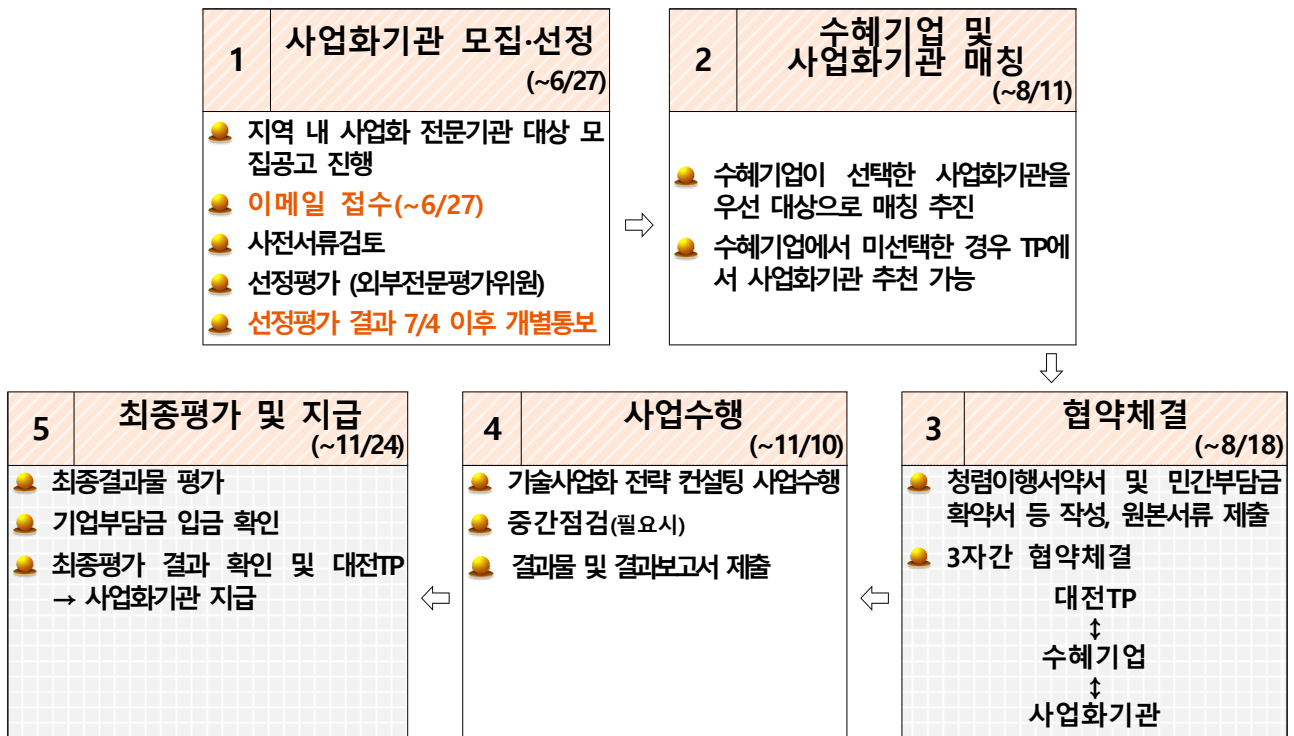 1
사업화기관 모집·선정
(~6/27)
지역 내 사업화 전문기관 대상 모
집공고 진행
이메일 접수(~6/27)
사전서류검토
선정평가 (외부전문평가위원)
선정평가 결과 7/4 이후 개별통보
⇨
2
수혜기업 및
사업화기관 매칭
(~8/11)
수혜기업이 선택한 사업화기관을
우선 대상으로 매칭 추진
수혜기업에서 미선택한 경우 TP에
서 사업화기관 추천 가능
⇩
3
협약체결
(~8/18)
청렴이행서약서 및 민간부담금
확약서 등 작성, 원본서류 제출
3자간 협약체결
대전TP
↕
수혜기업
↕
사업화기관
⇦
4
사업수행
(~11/10)
기술사업화 전략 컨설팅 사업수행
중간점검(필요시)
결과물 및 결과보고서 제출
⇦
5
최종평가 및 지급
(~11/24)
최종결과물 평가
기업부담금 입금 확인
최종평가 결과 확인 및 대전TP
→ 사업화기관 지급